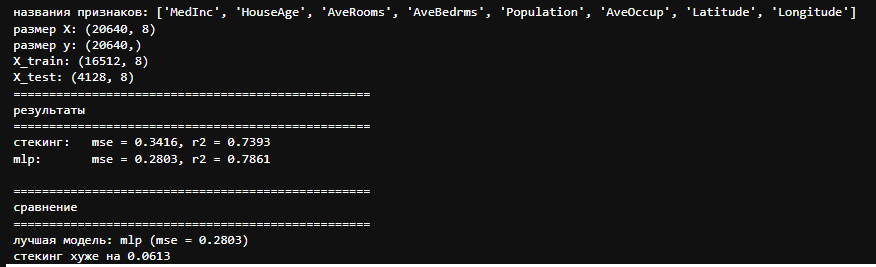 названия признаков: ['MedInc', 'HouseAge', 'AveRooms', 'AveBedrms', 'Population', 'AveOccup', 'Latitude', 'Longitude']
размер X: (20640, 8)
размер y: (20640,)
X_train: (16512, 8)
X_test: (4128, 8)
==================================================
результаты
==================================================
стекинг:   mse = 0.3416, r2 = 0.7393
mlp:       mse = 0.2803, r2 = 0.7861
==================================================
сравнение
==================================================
лучшая модель: mlp (mse = 0.2803)
стекинг хуже на 0.0613